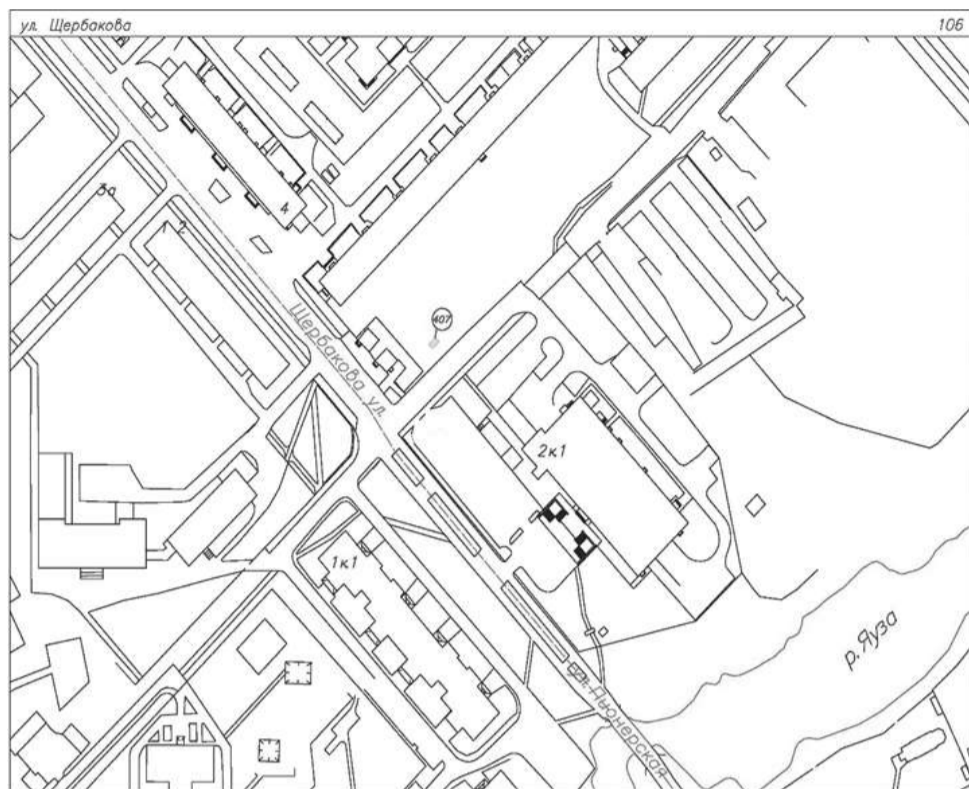 ул. Щербакова
106
3а
1 2
4
407
Щербакова ул.
2к1
1к1
р. Яуза
ул. Пионерская